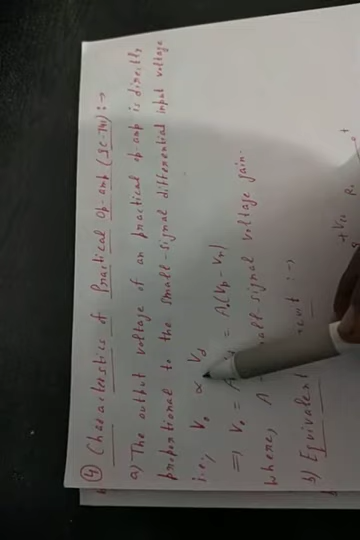 ④ Characteristics of Practical Op-amp (IC-741) :→
a) The output voltage of an practical op-amp is directly
proportional to the small-signal differential input voltage
i.e; V₀ ∝ V_d
⇒ V₀ = A = A(V_p - V_n)
where, A signal voltage gain.
b) Equivalent :→
+ V_cc
+